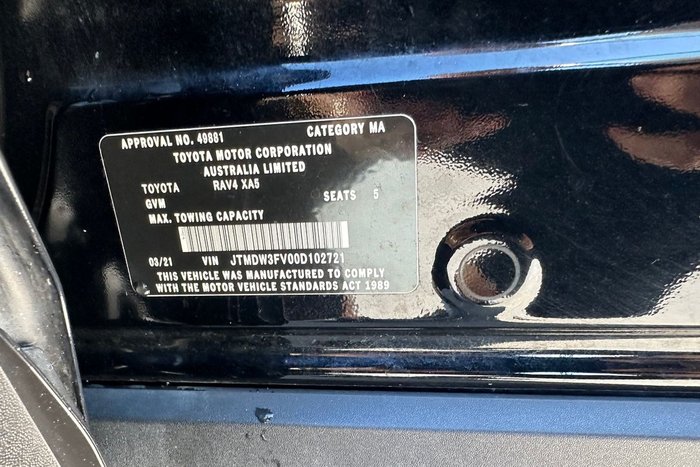 APPROVAL NO. 49881 CATEGORY MA
TOYOTA MOTOR CORPORATION
AUSTRALIA LIMITED
TOYOTA RAV4 XA5
GVM SEATS 5
MAX. TOWING CAPACITY
03/21 VIN JTMDW3FV00D102721
THIS VEHICLE WAS MANUFACTURED TO COMPLY
WITH THE MOTOR VEHICLE STANDARDS ACT 1989